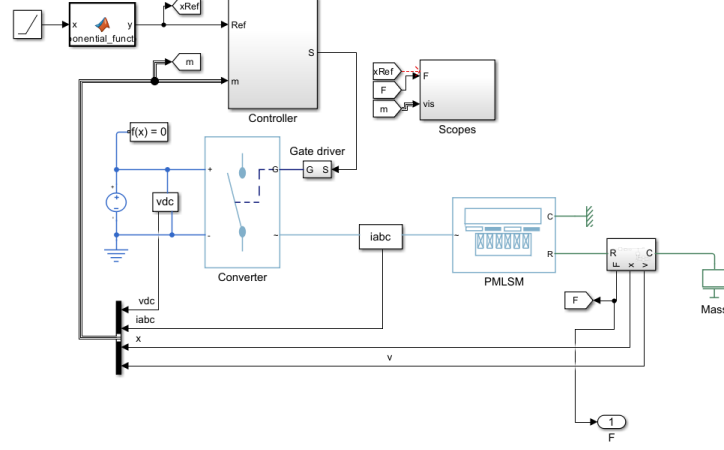 xRef
x
y
onential_funct
Ref
m
S
m
Controller
xRef
F
m
F
vis
Scopes
f(x) = 0
Gate driver
+
G
G S
vdc
-
~
Converter
iabc
~
C
R
PMLSM
R
C
F
x
v
Mass
vdc
iabc
x
v
F
1
F